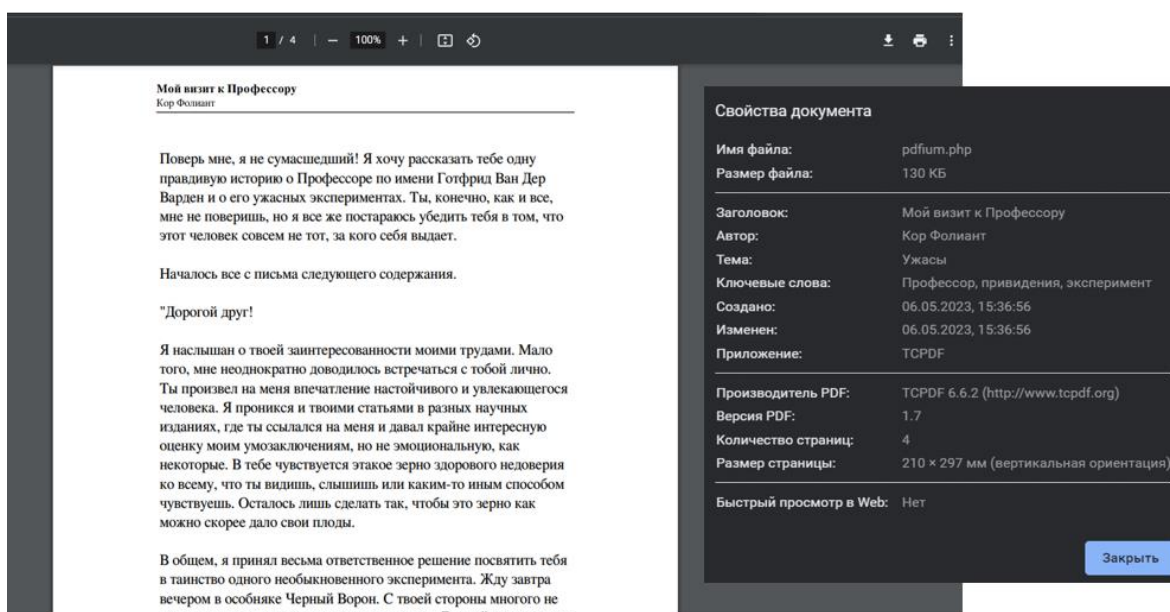 1 / 4 | − 100% +
Мой визит к Профессору
Кор Фолиант
Поверь мне, я не сумасшедший! Я хочу рассказать тебе одну
правдивую историю о Профессоре по имени Готфрид Ван Дер
Варден и о его ужасных экспериментах. Ты, конечно, как и все,
мне не поверишь, но я все же постараюсь убедить тебя в том, что
этот человек совсем не тот, за кого себя выдает.
Началось все с письма следующего содержания.
"Дорогой друг!
Я наслышан о твоей заинтересованности моими трудами. Мало
того, мне неоднократно доводилось встречаться с тобой лично.
Ты произвел на меня впечатление настойчивого и увлекающегося
человека. Я проникся и твоими статьями в разных научных
изданиях, где ты ссылался на меня и давал крайне интересную
оценку моим умозаключениям, но не эмоциональную, как
некоторые. В тебе чувствуется этакое зерно здорового недоверия
ко всему, что ты видишь, слышишь или каким-то иным способом
чувствуешь. Осталось лишь сделать так, чтобы это зерно как
можно скорее дало свои плоды.
В общем, я принял весьма ответственное решение посвятить тебя
в таинство одного необыкновенного эксперимента. Жду завтра
вечером в особняке Черный Ворон. С твоей стороны многого не
Свойства документа
Имя файла: pdfium.php
Размер файла: 130 КБ
Заголовок: Мой визит к Профессору
Автор: Кор Фолиант
Тема: Ужасы
Ключевые слова: Профессор, привидения, эксперимент
Создано: 06.05.2023, 15:36:56
Изменен: 06.05.2023, 15:36:56
Приложение: TCPDF
Производитель PDF: TCPDF 6.6.2 (http://www.tcpdf.org)
Версия PDF: 1.7
Количество страниц: 4
Размер страницы: 210 × 297 мм (вертикальная ориентация)
Быстрый просмотр в Web: Нет
Закрыть